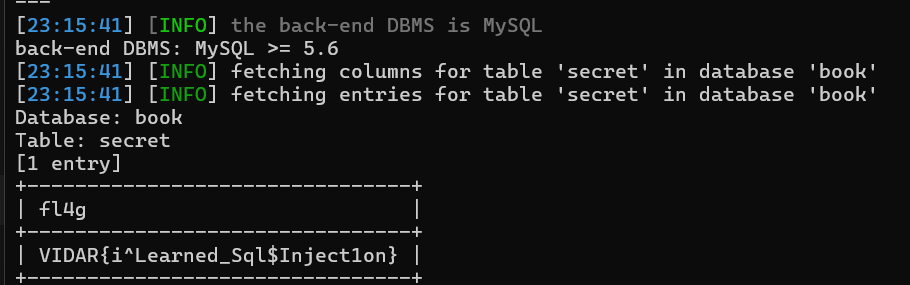 ---
[23:15:41] [INFO] the back-end DBMS is MySQL
back-end DBMS: MySQL >= 5.6
[23:15:41] [INFO] fetching columns for table 'secret' in database 'book'
[23:15:41] [INFO] fetching entries for table 'secret' in database 'book'
Database: book
Table: secret
[1 entry]
+--------------------------------+
| fl4g                           |
+--------------------------------+
| VIDAR{i^Learned_Sql$Inject1on} |
+--------------------------------+